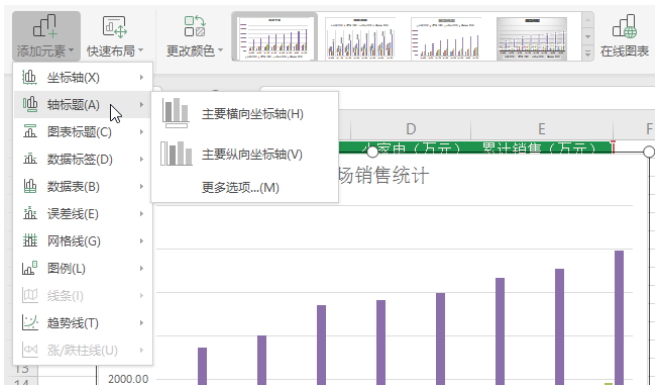 添加元素 快速布局 更改颜色 在线图表
坐标轴(X)
轴标题(A)
图表标题(C)
数据标签(D)
数据表(B)
误差线(E)
网格线(G)
图例(L)
线条(I)
趋势线(T)
涨/跌柱线(U)
主要横向坐标轴(H)
主要纵向坐标轴(V)
更多选项...(M)
D E F
小家电（万元） 累计销售（万元）
场销售统计
13
14
2000.00